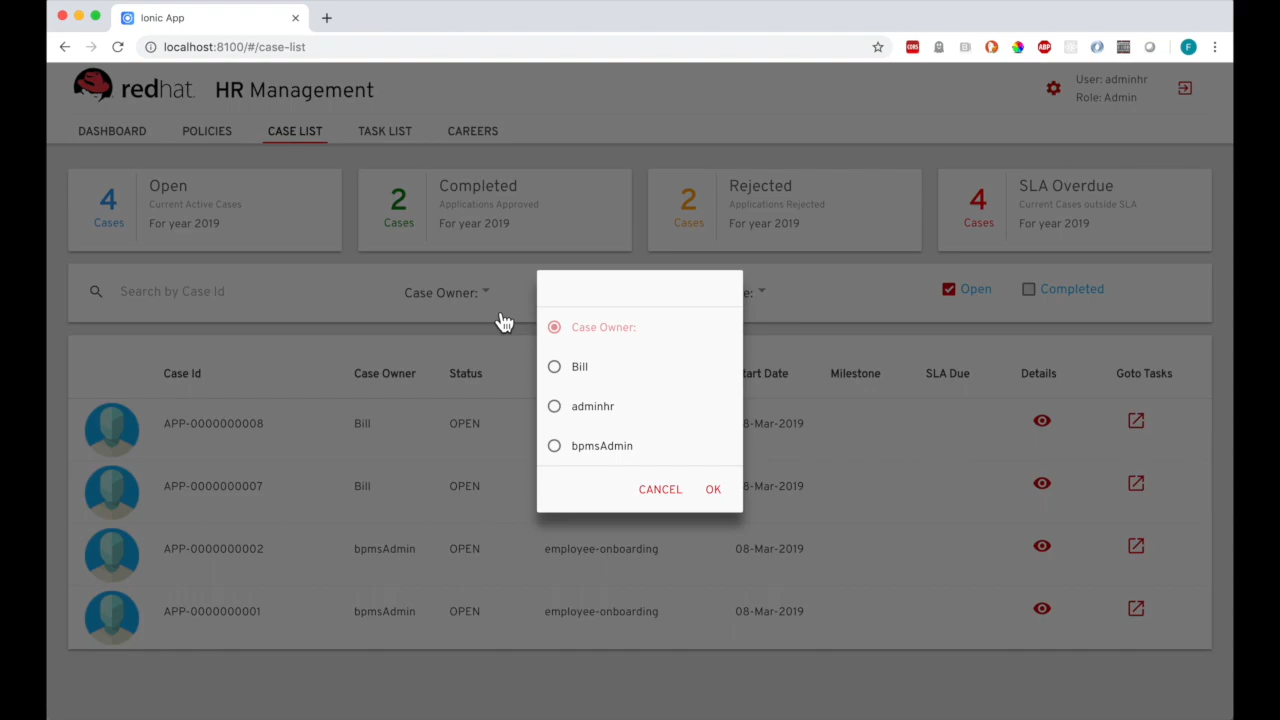 Ionic App
localhost:8100/#/case-list
CORS
ABP
F
redhat. HR Management
User: adminhr
Role: Admin
DASHBOARD POLICIES CASE LIST TASK LIST CAREERS
4 Cases
Open
Current Active Cases
For year 2019
2 Cases
Completed
Applications Approved
For year 2019
2 Cases
Rejected
Applications Rejected
For year 2019
4 Cases
SLA Overdue
Current Cases outside SLA
For year 2019
Search by Case Id Case Owner: e: Open Completed
Case Owner:
Bill
adminhr
bpmsAdmin
CANCEL OK
Case Id Case Owner Status tart Date Milestone SLA Due Details Goto Tasks
APP-0000000008 Bill OPEN 8-Mar-2019
APP-0000000007 Bill OPEN 8-Mar-2019
APP-0000000002 bpmsAdmin OPEN employee-onboarding 08-Mar-2019
APP-0000000001 bpmsAdmin OPEN employee-onboarding 08-Mar-2019